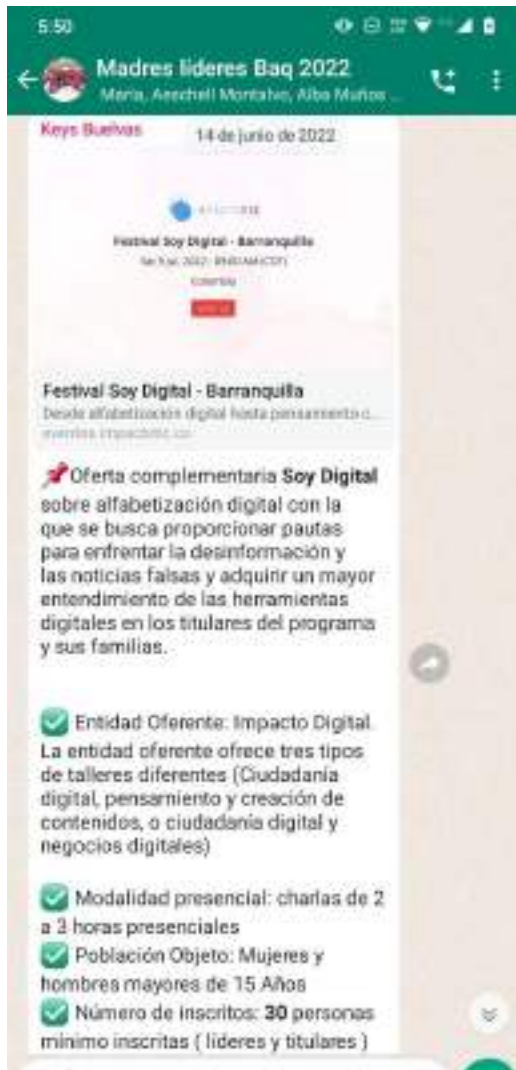 5:50
Madres lideres Baq 2022
Maria, Aeschell Montalvo, Alba Muños
Keys Buelvas
14 de junio de 2022
Festival Soy Digital - Barranquilla
Festival Soy Digital - Barranquilla
Desde alfabetización digital hasta pensamiento c...
📌Oferta complementaria Soy Digital
sobre alfabetización digital con la
que se busca proporcionar pautas
para enfrentar la desinformación y
las noticias falsas y adquirir un mayor
entendimiento de las herramientas
digitales en los titulares del programa
y sus familias.
✅ Entidad Oferente: Impacto Digital.
La entidad oferente ofrece tres tipos
de talleres diferentes (Ciudadanía
digital, pensamiento y creación de
contenidos, o ciudadanía digital y
negocios digitales)
✅ Modalidad presencial: charlas de 2
a 3 horas presenciales
✅ Población Objeto: Mujeres y
hombres mayores de 15 Años
✅ Número de inscritos: 30 personas
mínimo inscritas ( lideres y titulares )